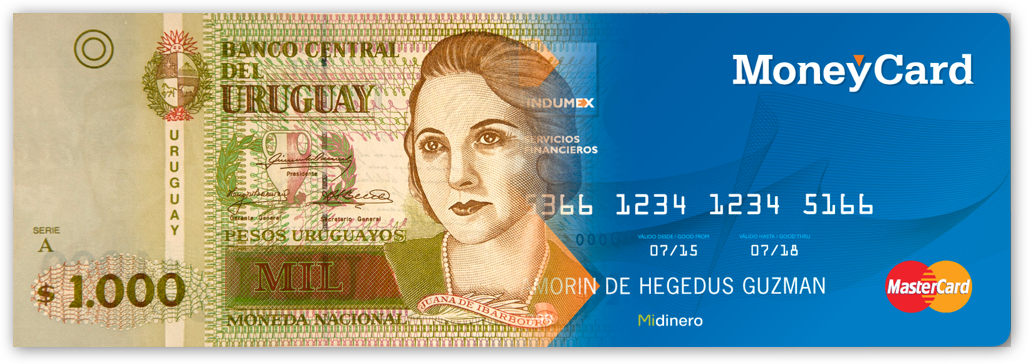 BANCO CENTRAL
DEL
URUGUAY
URUGUAY
Presidente
Gerente General
Secretario General
PESOS URUGUAYOS
SERIE
A
$ 1.000
MIL
MONEDA NACIONAL
JUANA DE IBARBOUROU
MoneyCard
INDUMEX
SERVICIOS
FINANCIEROS
5366 1234 1234 5166
VÁLIDO DESDE / GOOD FROM
VÁLIDO HASTA / GOOD THRU
07/15
07/18
MORIN DE HEGEDUS GUZMAN
Midinero
MasterCard